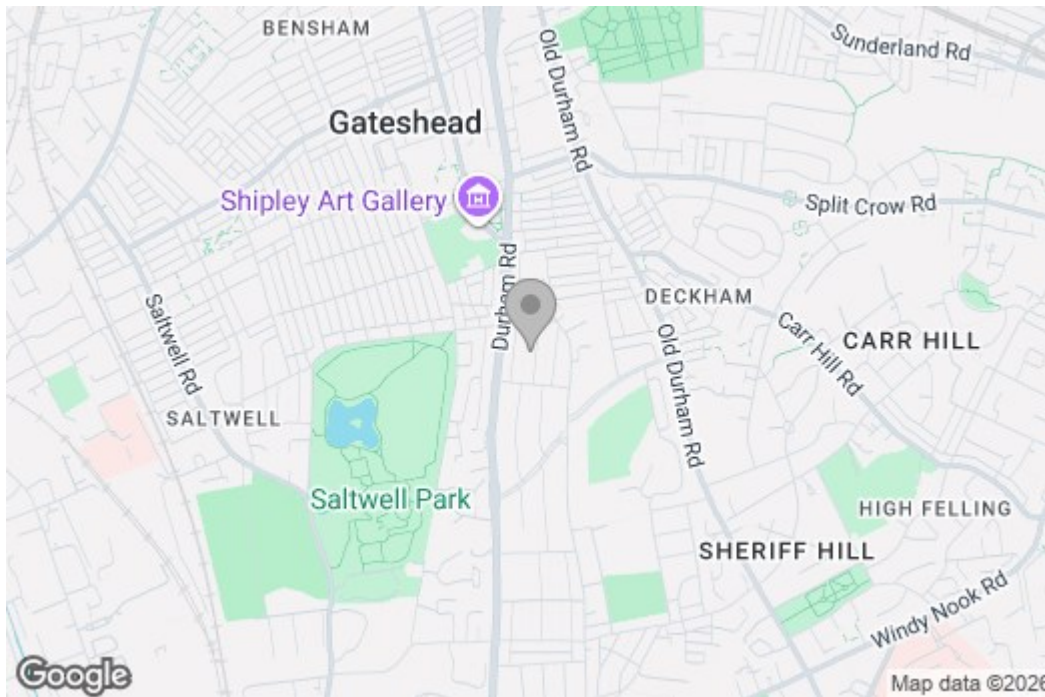 BENSHAM
Old Durham Rd
Sunderland Rd
Gateshead
Shipley Art Gallery
Split Crow Rd
Durham Rd
DECKHAM
Saltwell Rd
Old Durham Rd
Carr Hill Rd
CARR HILL
SALTWELL
Saltwell Park
HIGH FELLING
SHERIFF HILL
Windy Nook Rd
Google
Map data ©2026